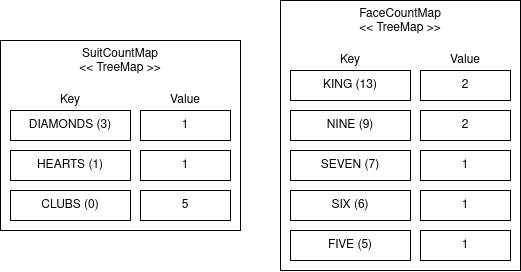 SuitCountMap
<< TreeMap >>
Key Value
DIAMONDS (3) 1
HEARTS (1) 1
CLUBS (0) 5
FaceCountMap
<< TreeMap >>
Key Value
KING (13) 2
NINE (9) 2
SEVEN (7) 1
SIX (6) 1
FIVE (5) 1